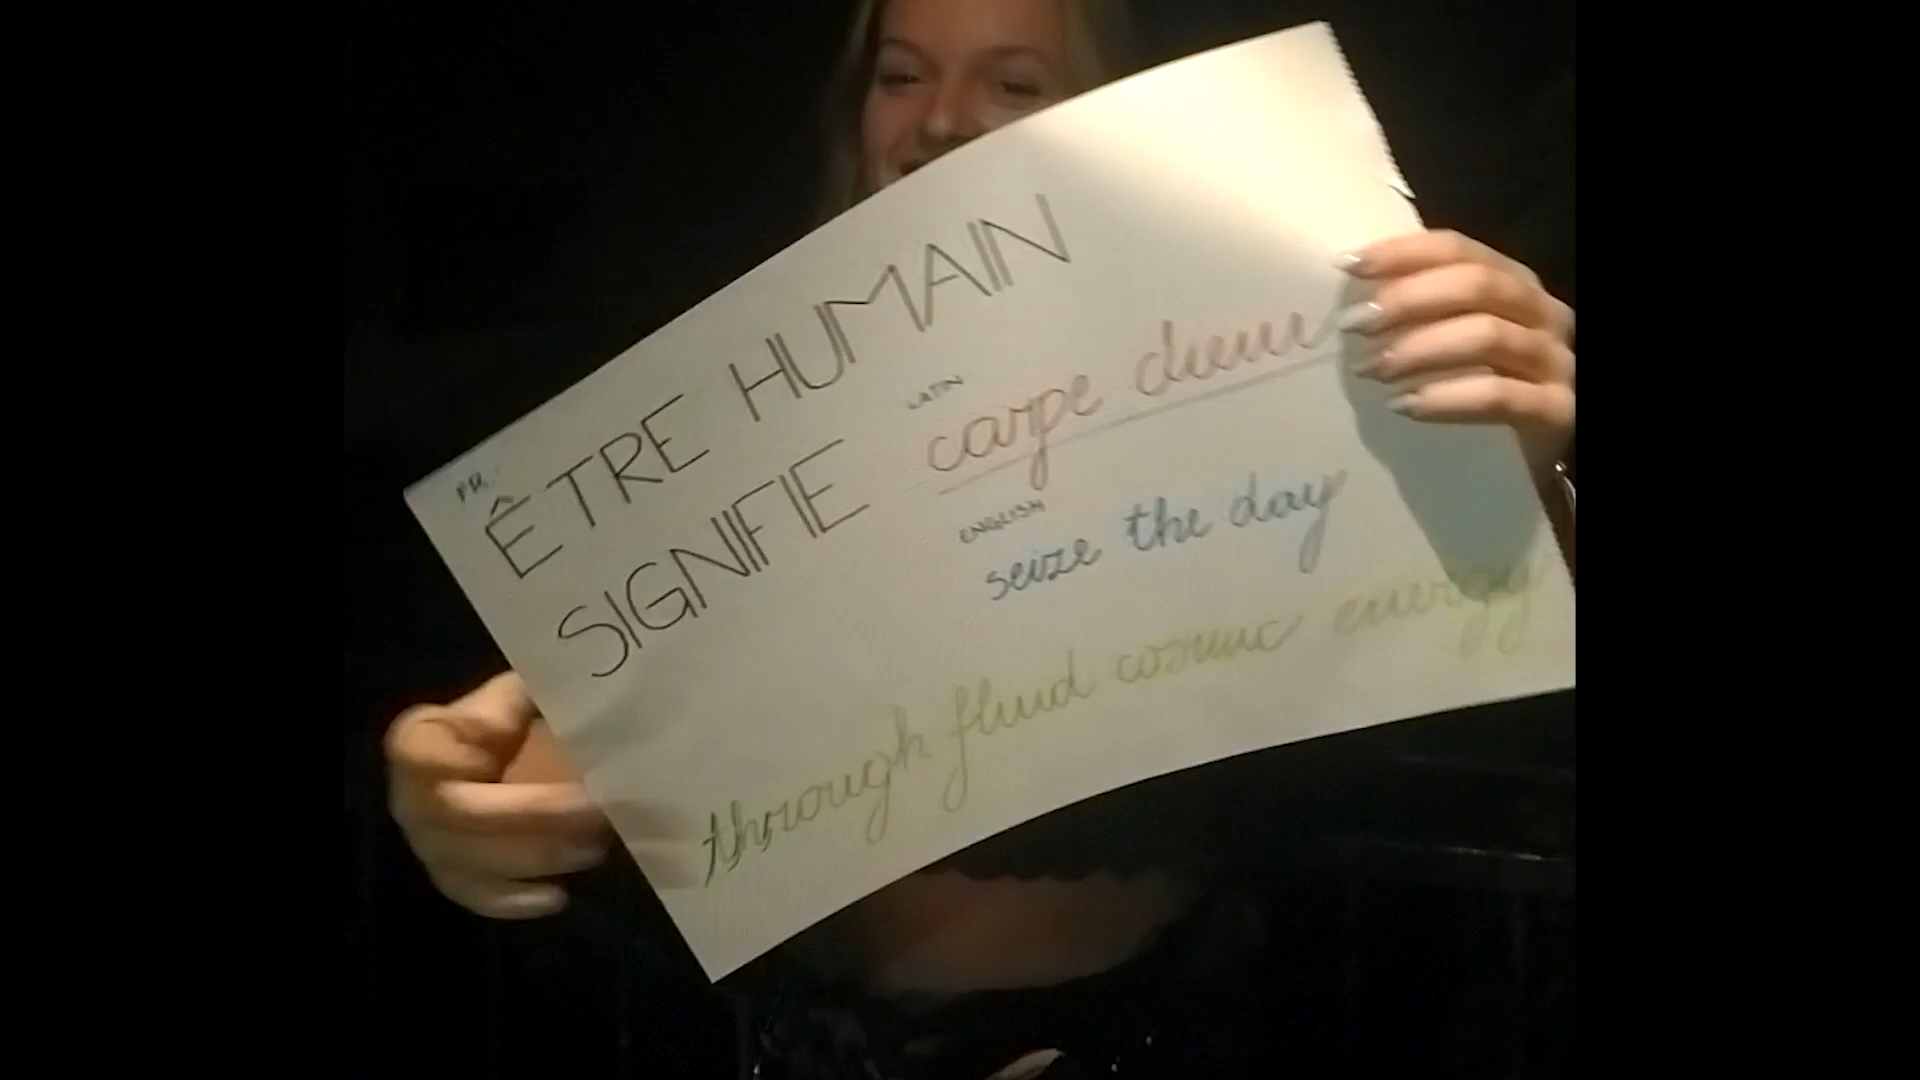 FR.
ÊTRE HUMAIN
SIGNIFIE
LATIN
carpe diem
ENGLISH
seize the day
through fluid cosmic energy